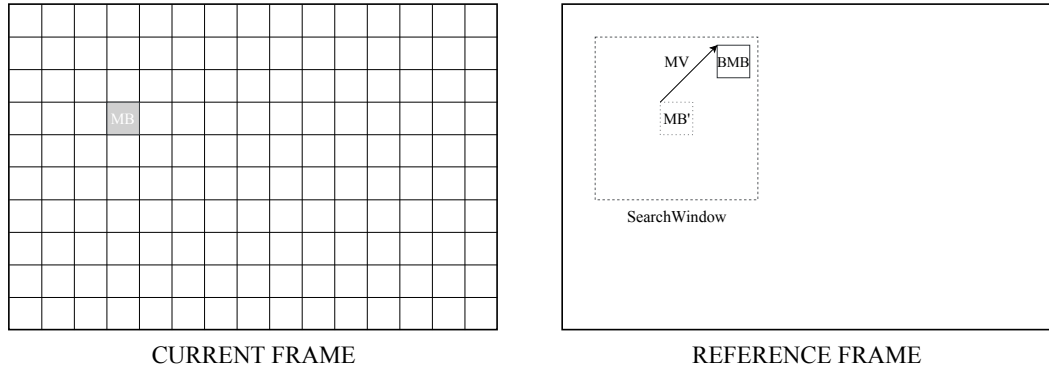 MB
CURRENT FRAME
MV
BMB
MB'
SearchWindow
REFERENCE FRAME